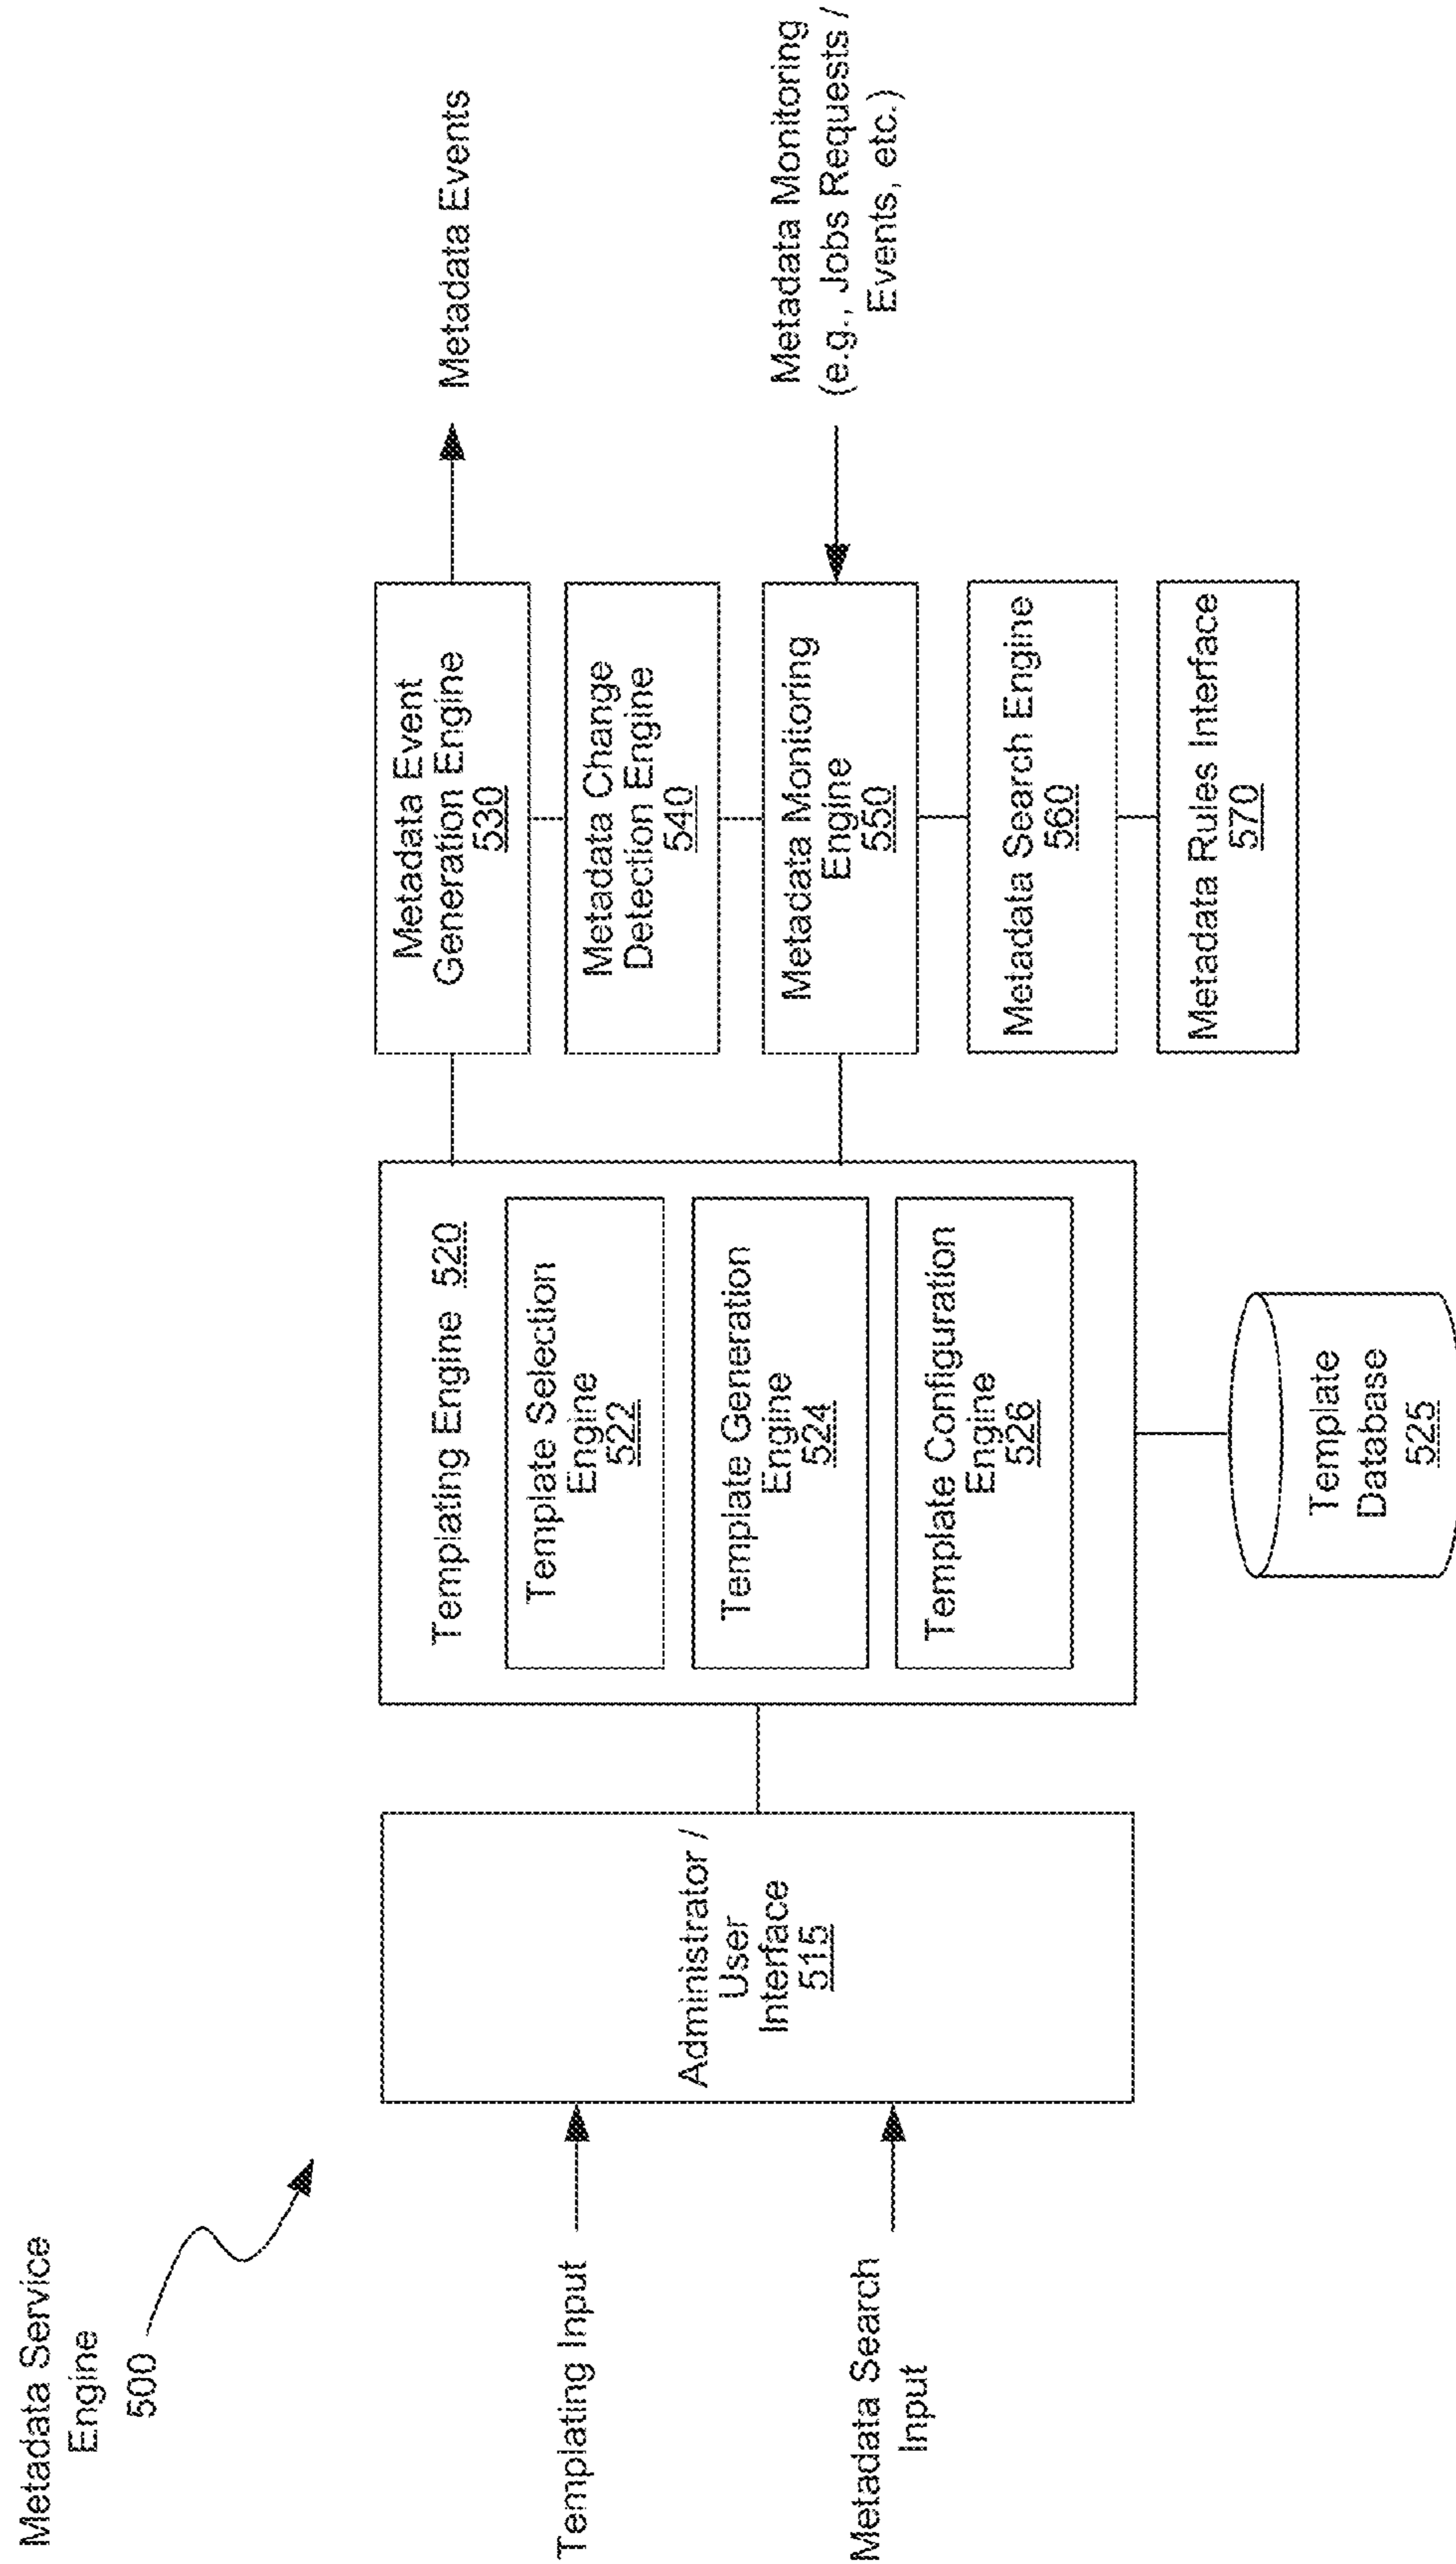 Metadata Service
Engine
500
Templating Input
Metadata Search
Input
Administrator /
User
Interface
515
Templating Engine 520
Template Selection
Engine
522
Template Generation
Engine
524
Template Configuration
Engine
526
Template
Database
525
Metadata Event
Generation Engine
530
Metadata Change
Detection Engine
540
Metadata Monitoring
Engine
550
Metadata Search Engine
560
Metadata Rules Interface
570
Metadata Events
Metadata Monitoring
(e.g., Jobs Requests /
Events, etc.)